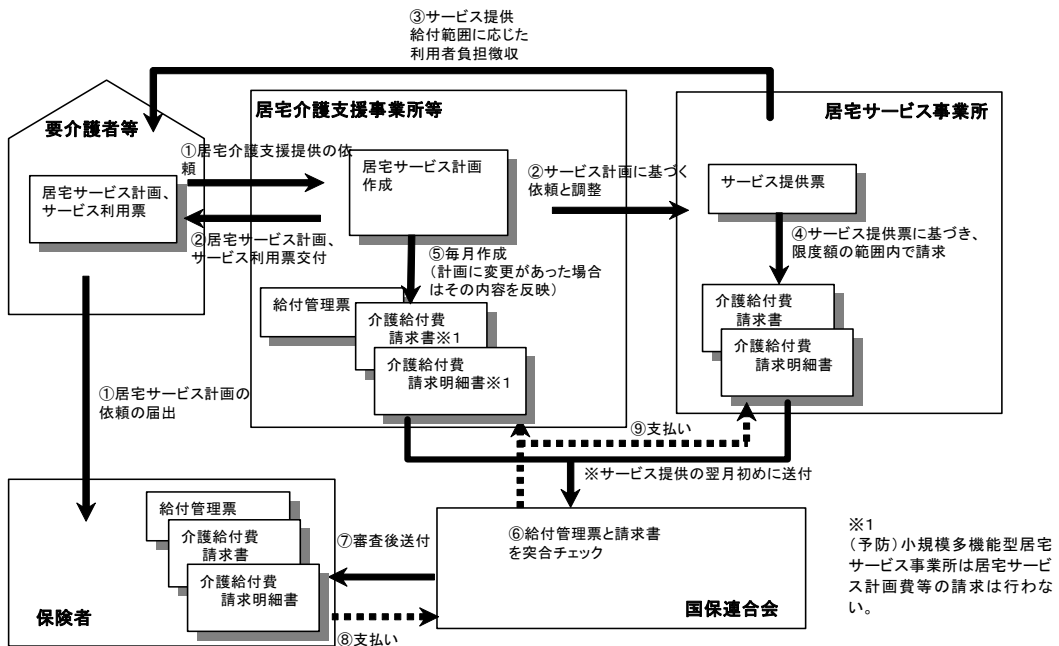 ③サービス提供
給付範囲に応じた
利用者負担徴収
要介護者等
居宅サービス計画、
サービス利用票
①居宅介護支援提供の依
頼
②居宅サービス計画、
サービス利用票交付
居宅介護支援事業所等
居宅サービス計画
作成
⑤毎月作成
(計画に変更があった場合
はその内容を反映)
給付管理票
介護給付費
請求書※1
介護給付費
請求明細書※1
②サービス計画に基づく
依頼と調整
居宅サービス事業所
サービス提供票
④サービス提供票に基づき、
限度額の範囲内で請求
介護給付費
請求書
介護給付費
請求明細書
①居宅サービス計画の
依頼の届出
⑨支払い
※サービス提供の翌月初めに送付
給付管理票
介護給付費
請求書
介護給付費
請求明細書
保険者
⑦審査後送付
⑧支払い
⑥給付管理票と請求書
を突合チェック
国保連合会
※1
(予防)小規模多機能型居宅
サービス事業所は居宅サービ
ス計画費等の請求は行わな
い。